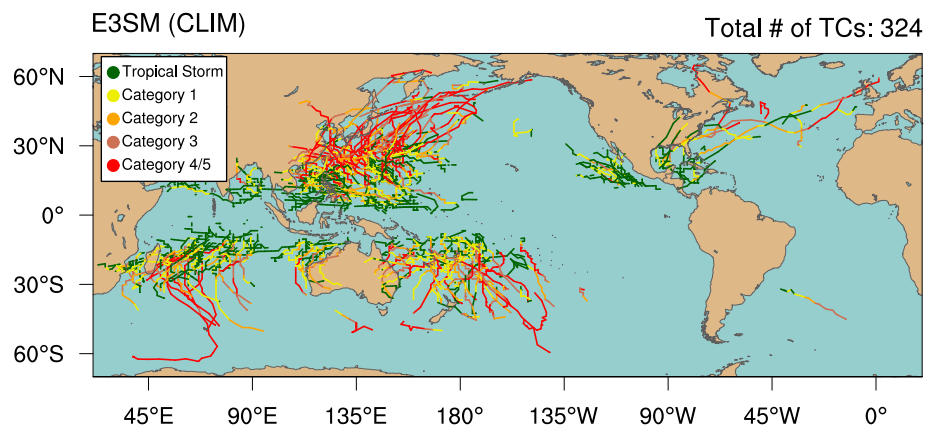 E3SM (CLIM)
Total # of TCs: 324
Tropical Storm
Category 1
Category 2
Category 3
Category 4/5
60°N
30°N
0°
30°S
60°S
45°E 90°E 135°E 180° 135°W 90°W 45°W 0°